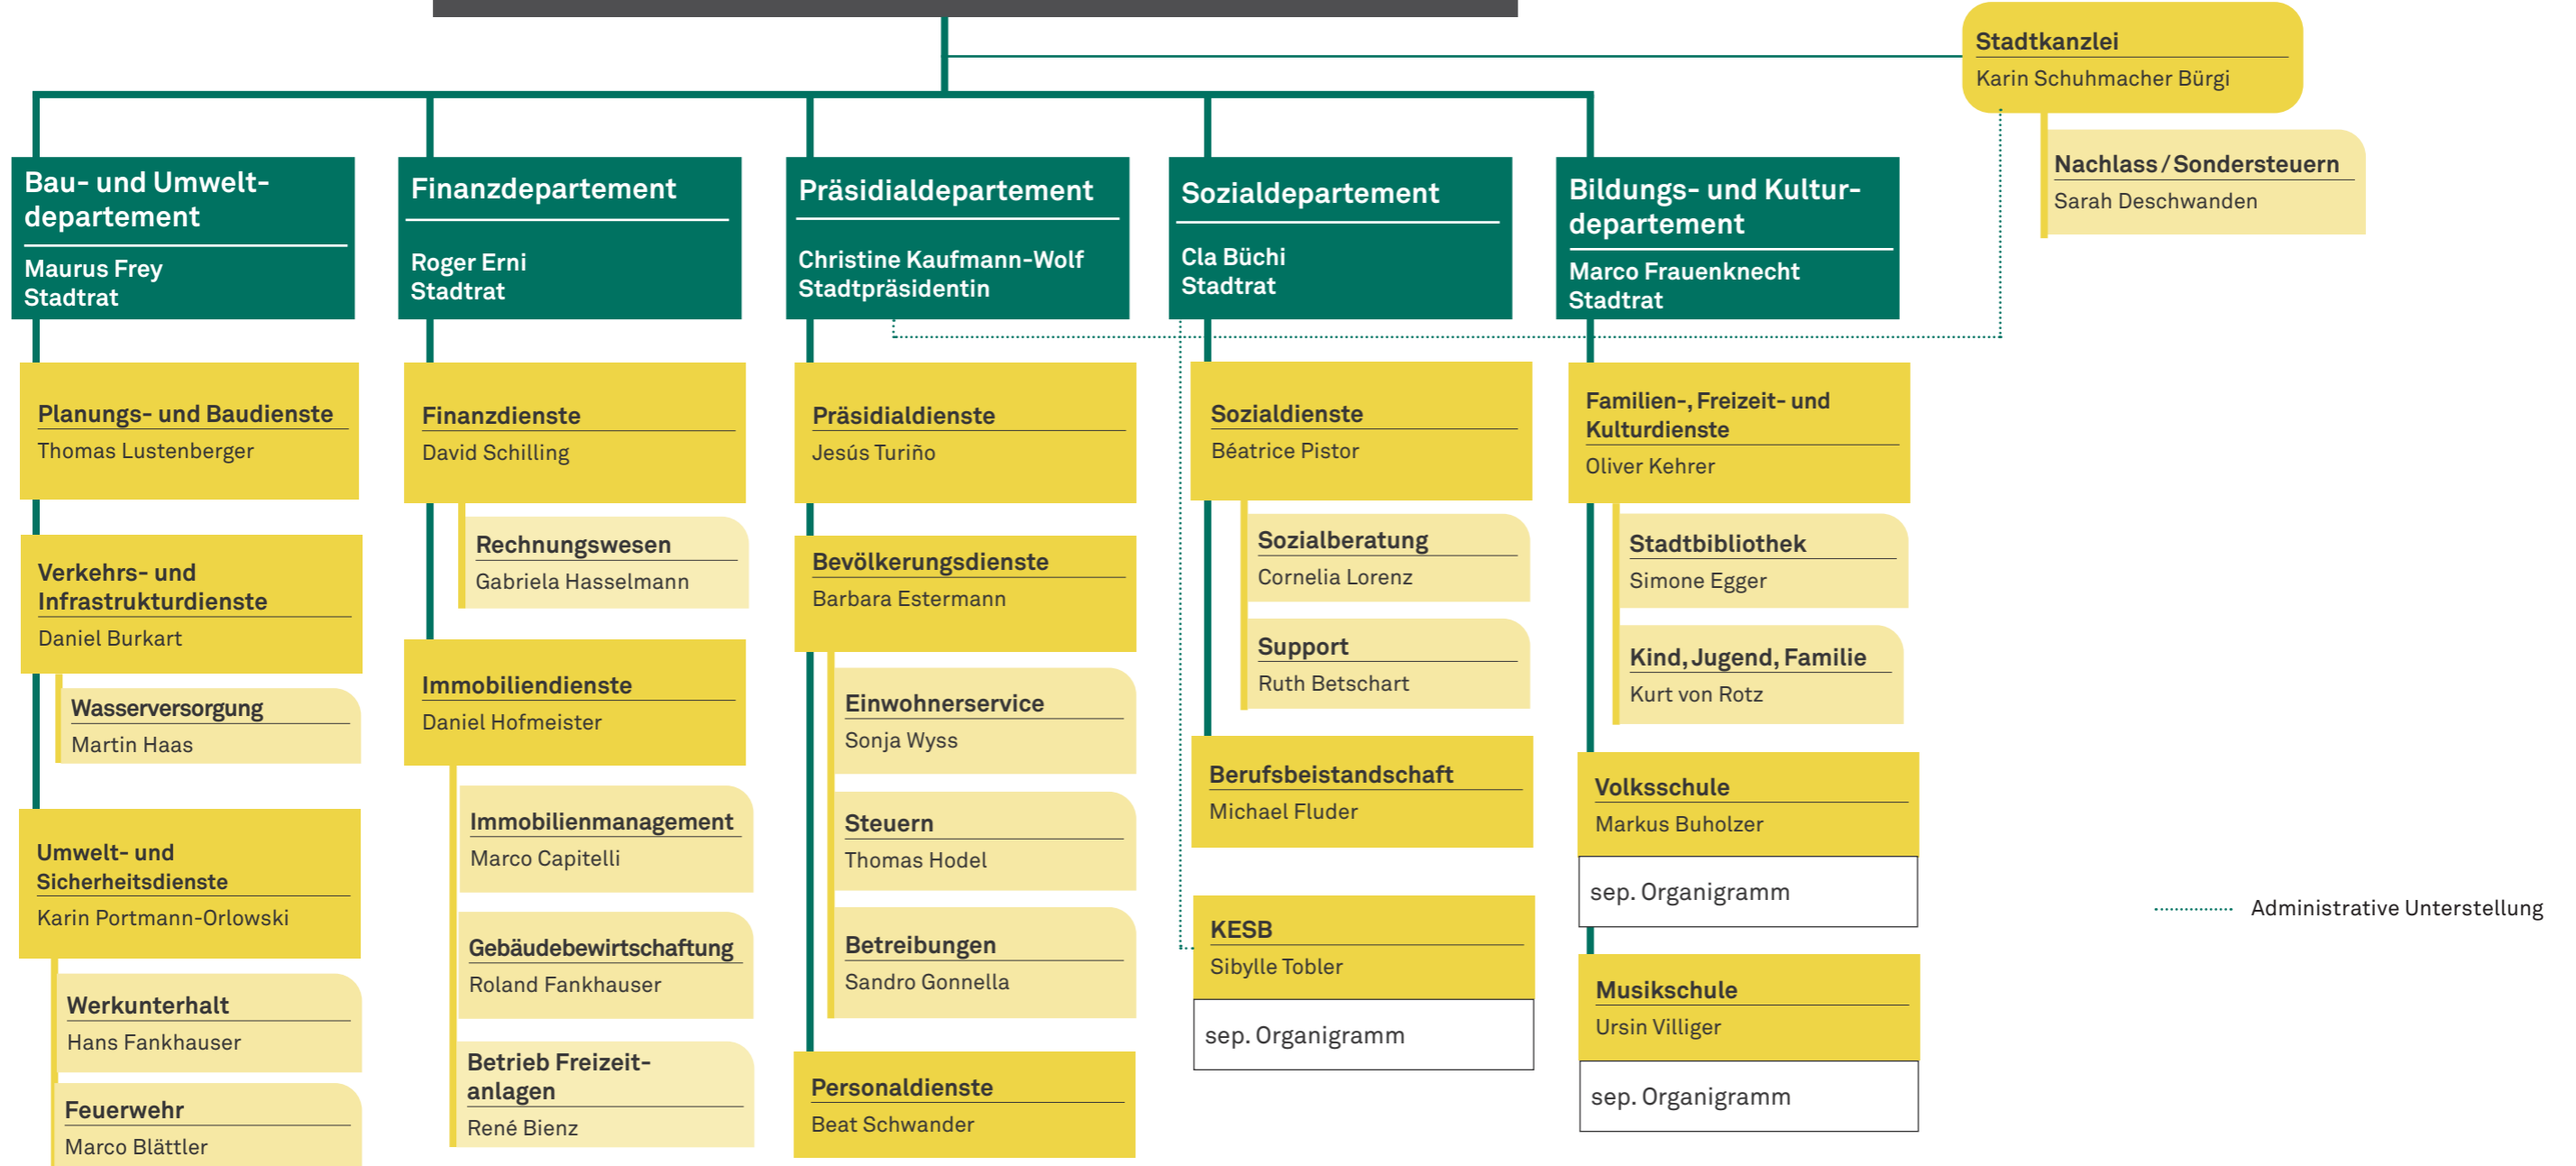 Stadtkanzlei
Karin Schuhmacher Bürgi
Nachlass / Sondersteuern
Sarah Deschwanden
Bau- und Umwelt-
departement
Maurus Frey
Stadtrat
Planungs- und Baudienste
Thomas Lustenberger
Verkehrs- und
Infrastrukturdienste
Daniel Burkart
Wasserversorgung
Martin Haas
Umwelt- und
Sicherheitsdienste
Karin Portmann-Orlowski
Werkunterhalt
Hans Fankhauser
Feuerwehr
Marco Blättler
Finanzdepartement
Roger Erni
Stadtrat
Finanzdienste
David Schilling
Rechnungswesen
Gabriela Hasselmann
Immobiliendienste
Daniel Hofmeister
Immobilienmanagement
Marco Capitelli
Gebäudebewirtschaftung
Roland Fankhauser
Betrieb Freizeit-
anlagen
René Bienz
Präsidialdepartement
Christine Kaufmann-Wolf
Stadtpräsidentin
Präsidialdienste
Jesús Turiño
Bevölkerungsdienste
Barbara Estermann
Einwohnerservice
Sonja Wyss
Steuern
Thomas Hodel
Betreibungen
Sandro Gonnella
Personaldienste
Beat Schwander
Sozialdepartement
Cla Büchi
Stadtrat
Sozialdienste
Béatrice Pistor
Sozialberatung
Cornelia Lorenz
Support
Ruth Betschart
Berufsbeistandschaft
Michael Fluder
KESB
Sibylle Tobler
sep. Organigramm
Bildungs- und Kultur-
departement
Marco Frauenknecht
Stadtrat
Familien-, Freizeit- und
Kulturdienste
Oliver Kehrer
Stadtbibliothek
Simone Egger
Kind, Jugend, Familie
Kurt von Rotz
Volksschule
Markus Buholzer
sep. Organigramm
Musikschule
Ursin Villiger
sep. Organigramm
Administrative Unterstellung